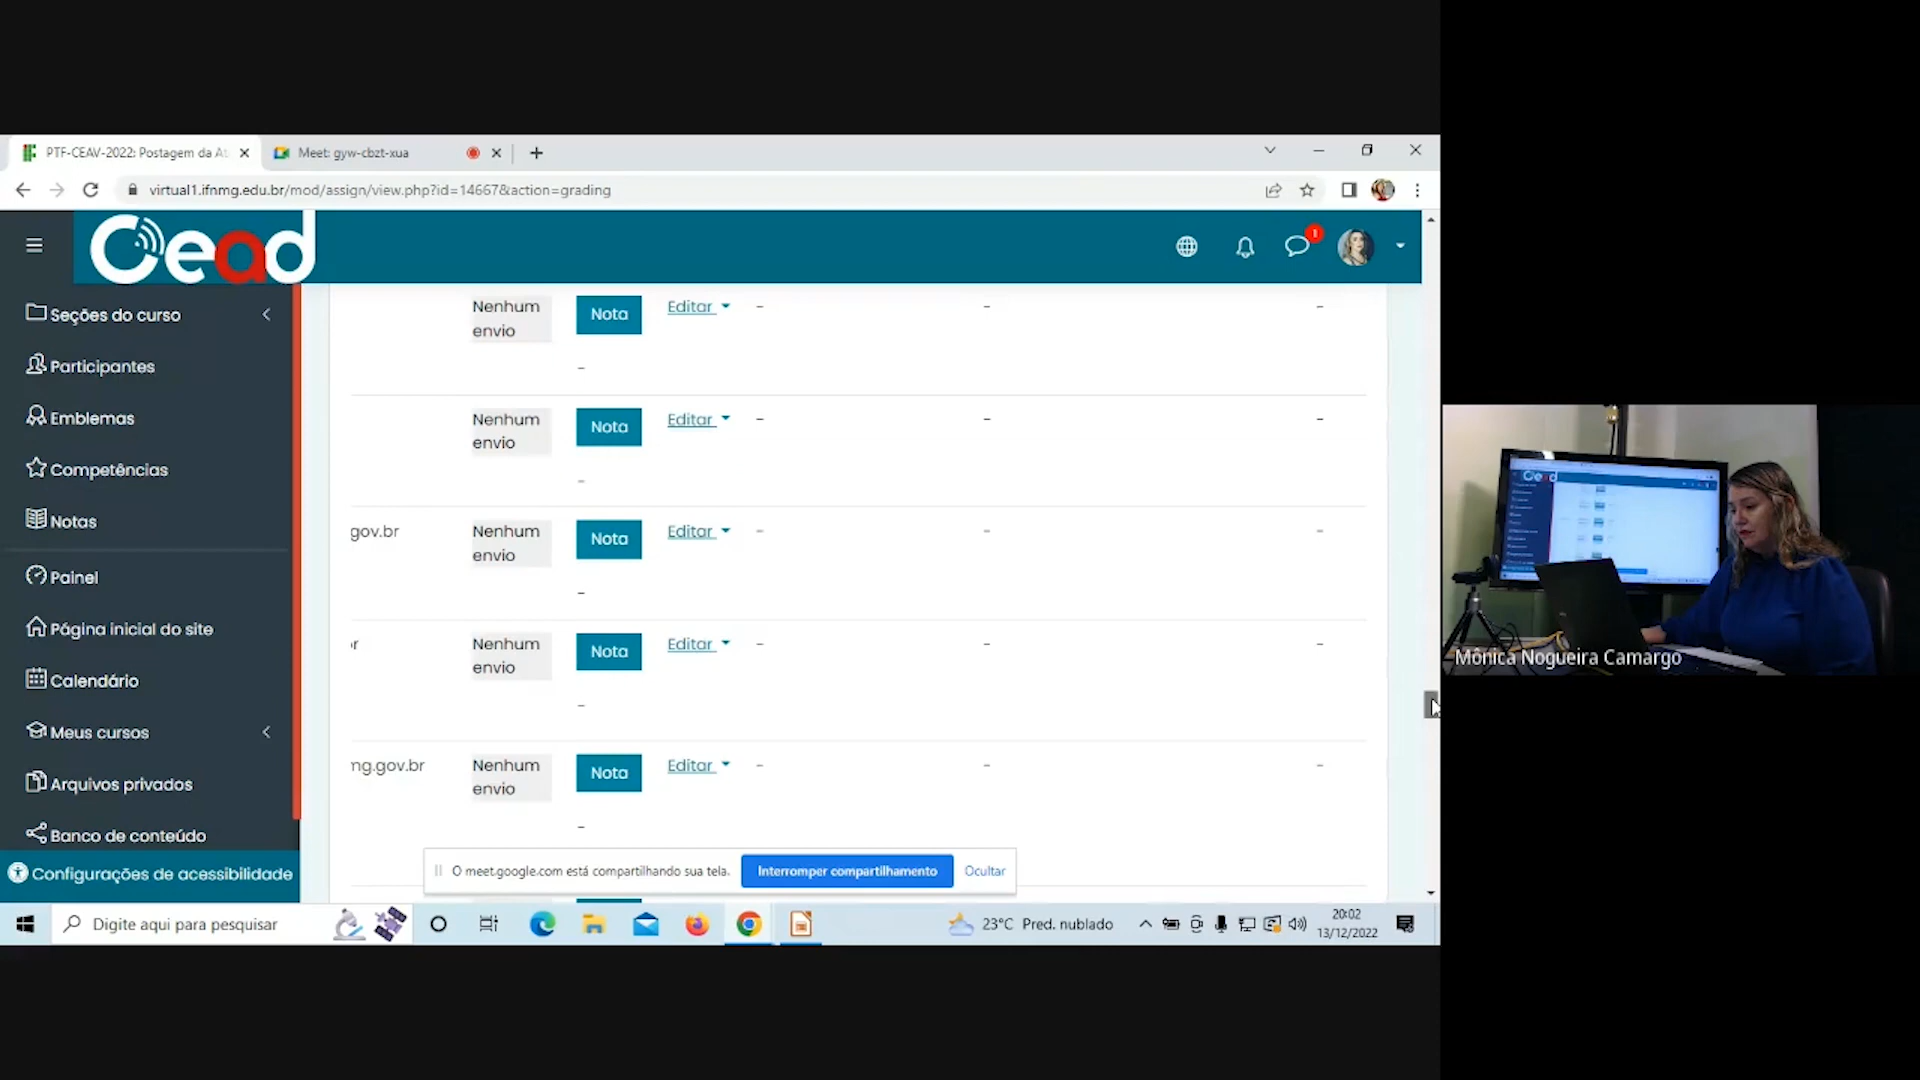 PTF-CEAV-2022: Postagem da At
Meet: gyw-cbzt-xua
virtual1.ifnmg.edu.br/mod/assign/view.php?id=14667&action=grading
Cead
1
Seções do curso
Participantes
Emblemas
Competências
Notas
Painel
Página inicial do site
Calendário
Meus cursos
Arquivos privados
Banco de conteúdo
Configurações de acessibilidade
Nenhum envio Nota Editar - - -
-
Nenhum envio Nota Editar - - -
-
gov.br Nenhum envio Nota Editar - - -
-
r Nenhum envio Nota Editar - - -
-
mg.gov.br Nenhum envio Nota Editar - - -
-
O meet.google.com está compartilhando sua tela. Interromper compartilhamento Ocultar
Digite aqui para pesquisar
23°C Pred. nublado
20:02
13/12/2022
Cead
Mônica Nogueira Camargo